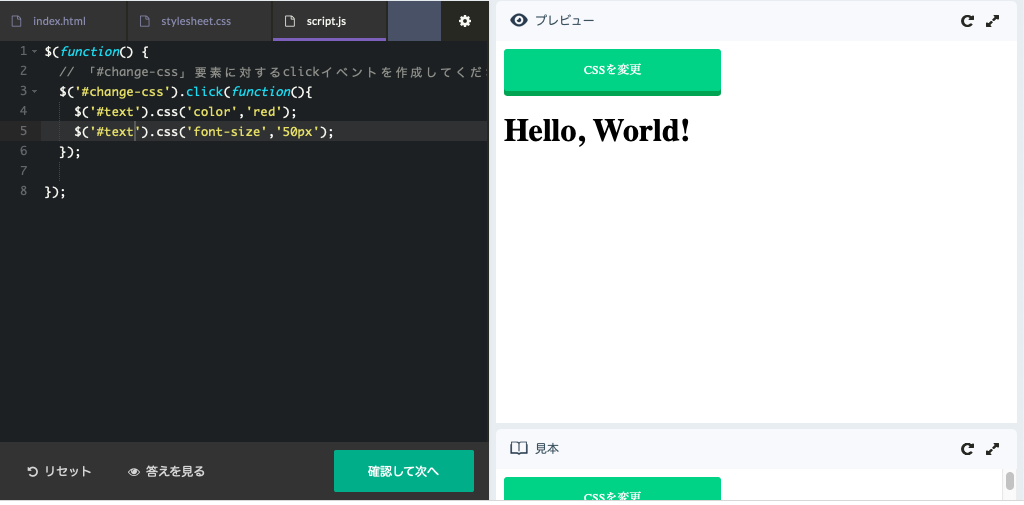 index.html
stylesheet.css
script.js
1 $(function() {
2 // 「#change-css」要素に対するclickイベントを作成してくだ
3 $('#change-css').click(function(){
4 $('#text').css('color','red');
5 $('#text').css('font-size','50px');
6 });
7
8 });
リセット
答えを見る
確認して次へ
プレビュー
CSSを変更
Hello, World!
見本
CSSを変更